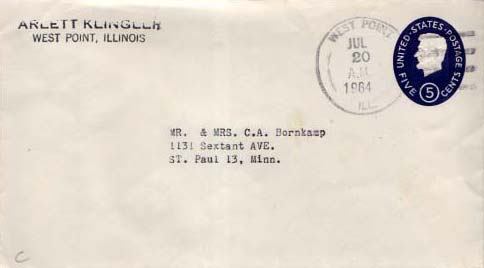 ARLETT KLINGLER
WEST POINT, ILLINOIS
WEST POINT
JUL
20
A.M.
1964
ILL.
UNITED·STATES·POSTAGE
FIVE 5 CENTS
MR. & MRS. C.A. Bornkamp
1131 Sextant AVE.
ST. Paul 13, Minn.
C